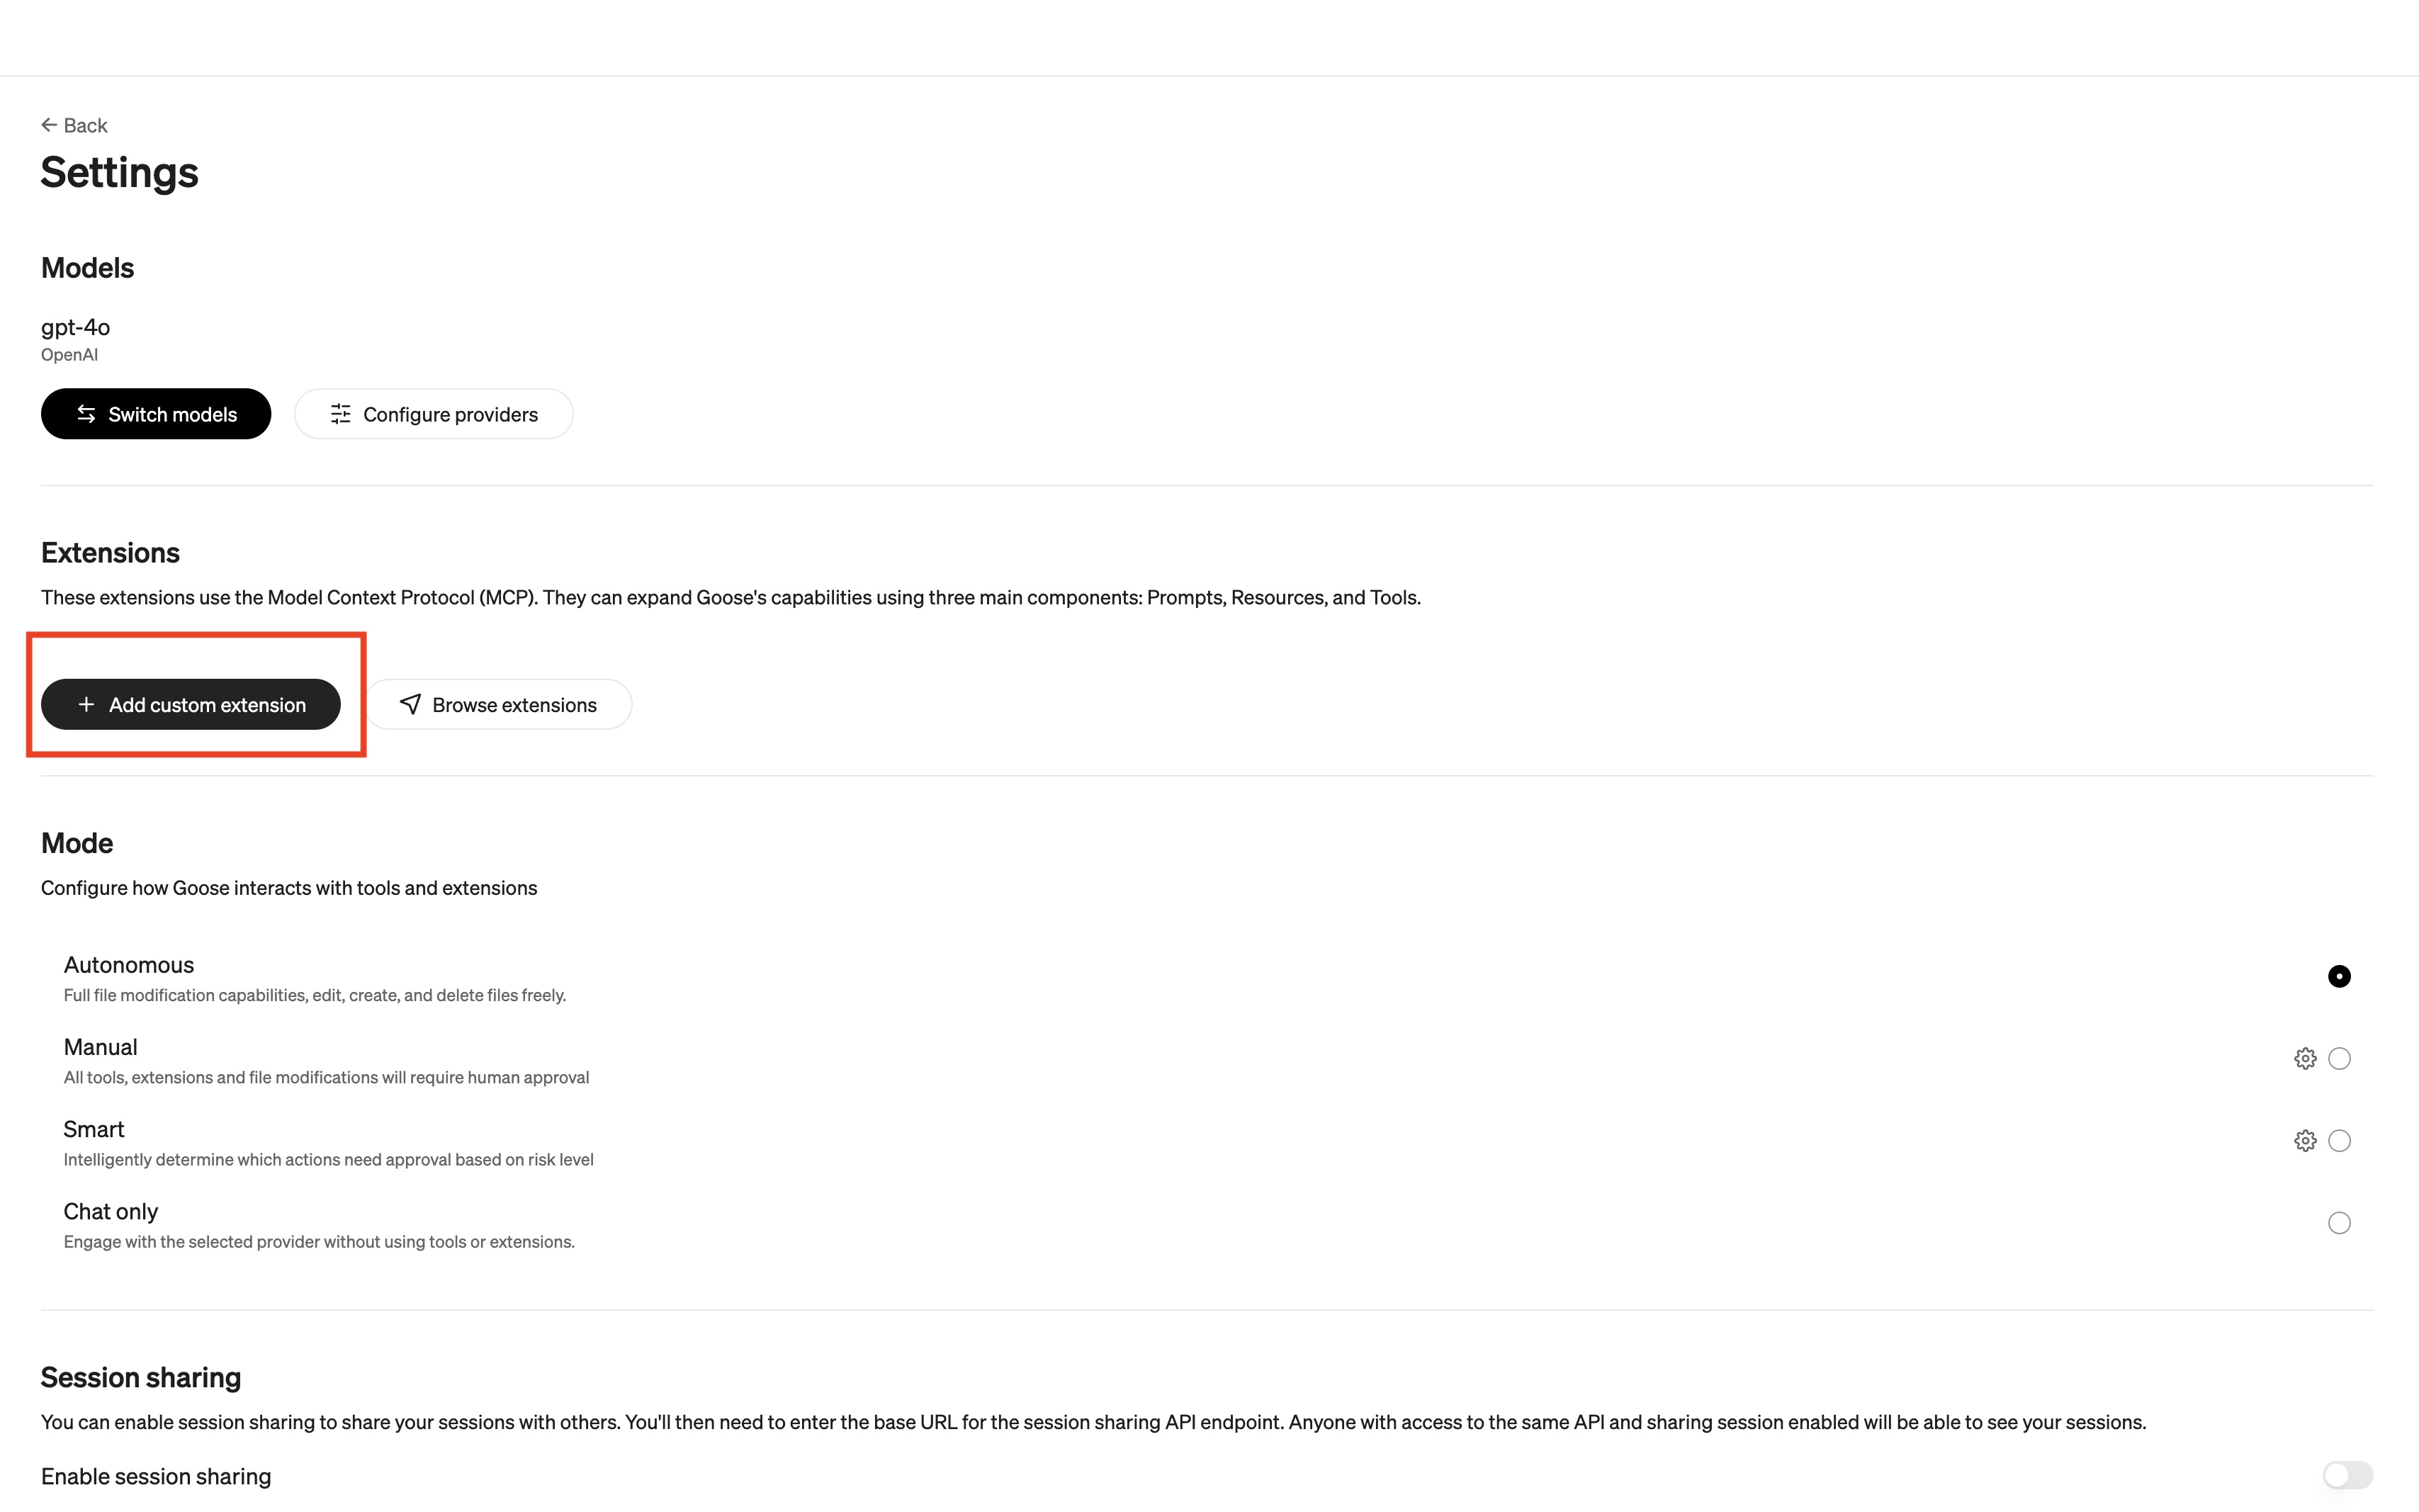 Back
Settings
Models
gpt-4o
OpenAI
Switch models
Configure providers
Extensions
These extensions use the Model Context Protocol (MCP). They can expand Goose's capabilities using three main components: Prompts, Resources, and Tools.
Add custom extension
Browse extensions
Mode
Configure how Goose interacts with tools and extensions
Autonomous
Full file modification capabilities, edit, create, and delete files freely.
Manual
All tools, extensions and file modifications will require human approval
Smart
Intelligently determine which actions need approval based on risk level
Chat only
Engage with the selected provider without using tools or extensions.
Session sharing
You can enable session sharing to share your sessions with others. You'll then need to enter the base URL for the session sharing API endpoint. Anyone with access to the same API and sharing session enabled will be able to see your sessions.
Enable session sharing